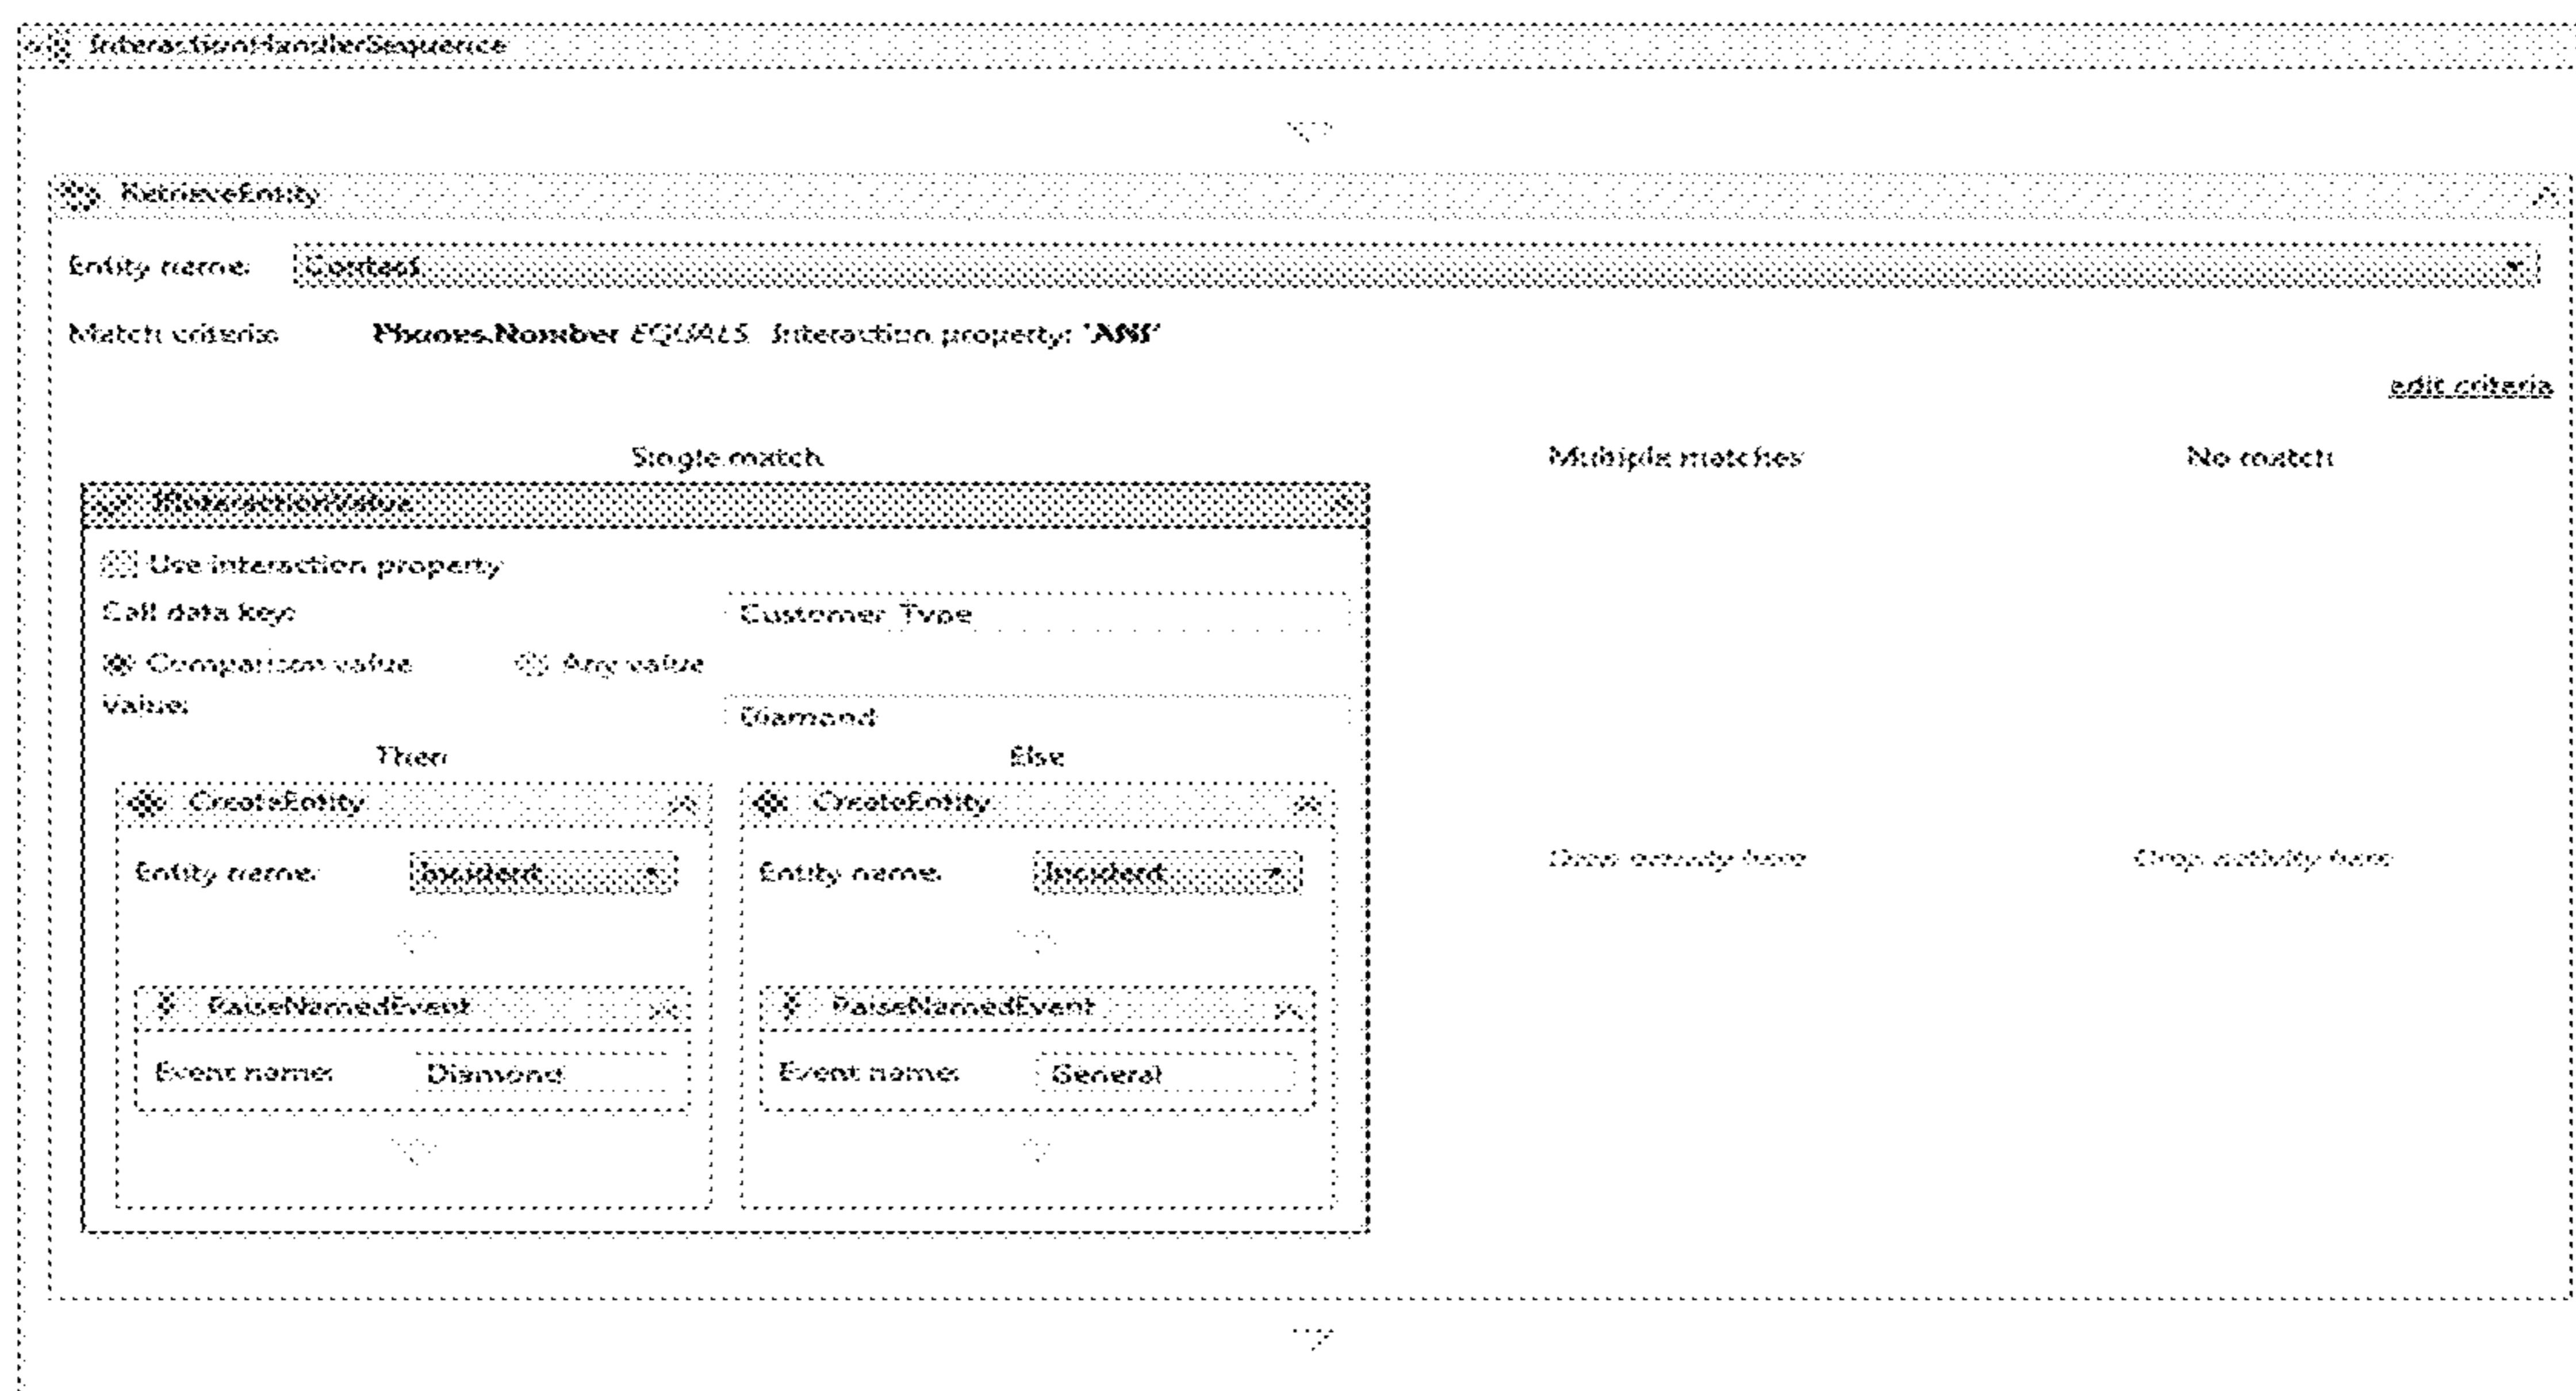 InteractionHandlerSequence
RetrieveEntity
Entity name: Contact
Match criteria: Phones.Number EQUALS Interaction property: 'ANI'
edit criteria
Single match Multiple matches No match
IfInteractionValue
Use interaction property
Call data key: Customer_Type
Comparison value Any value
Value: Diamond
Then Else
CreateEntity CreateEntity
Entity name: Incident Entity name: Incident
Drop activity here Drop activity here
RaiseNamedEvent RaiseNamedEvent
Event name: Diamond Event name: General